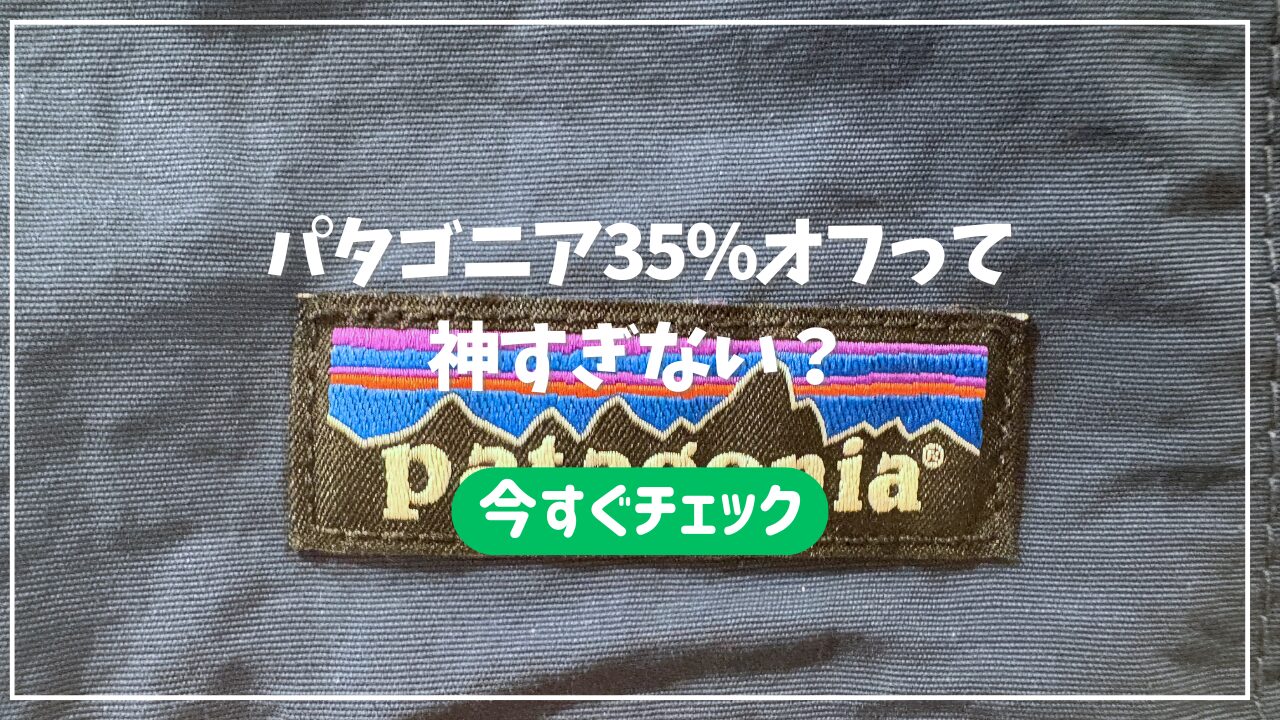 パタゴニア35%オフって
神すぎない？
patagonia®
今すぐチェック